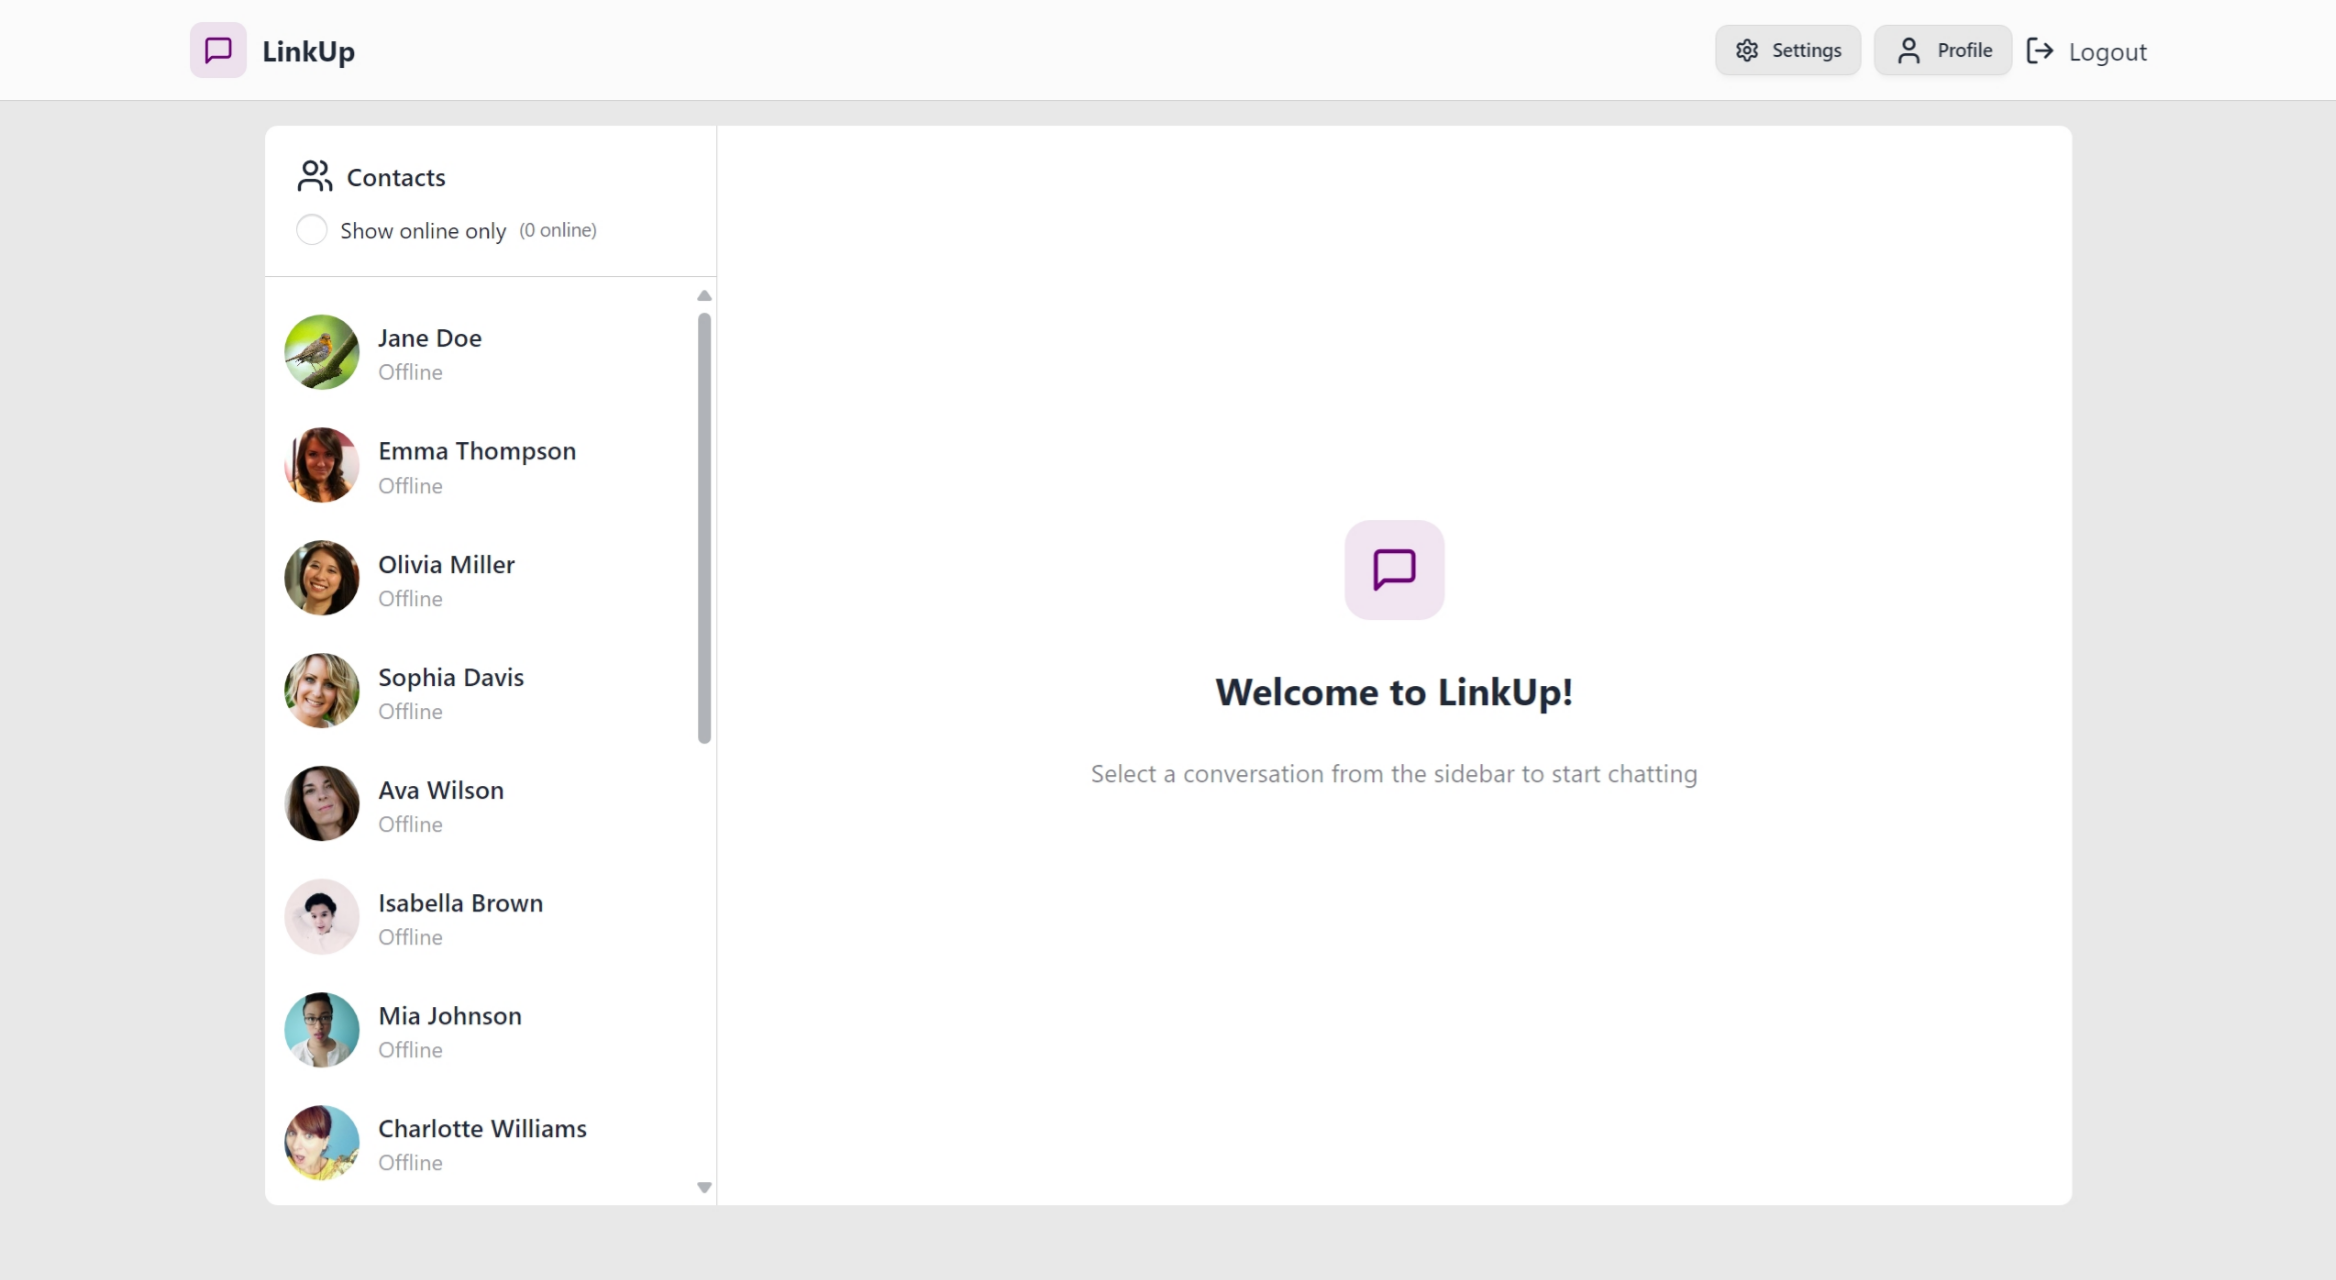 LinkUp
Settings
Profile
Logout
Contacts
Show online only (0 online)
Jane Doe
Offline
Emma Thompson
Offline
Olivia Miller
Offline
Sophia Davis
Offline
Ava Wilson
Offline
Isabella Brown
Offline
Mia Johnson
Offline
Charlotte Williams
Offline
Welcome to LinkUp!
Select a conversation from the sidebar to start chatting